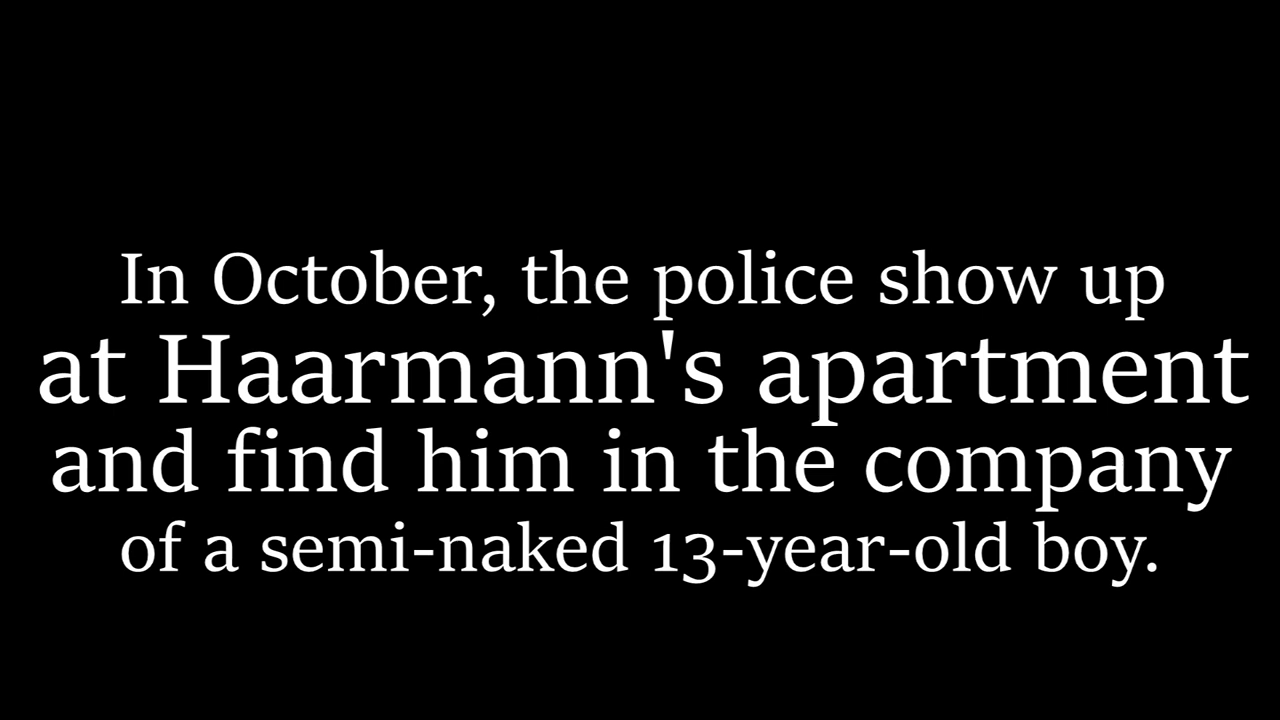 In October, the police show up
at Haarmann's apartment
and find him in the company
of a semi-naked 13-year-old boy.